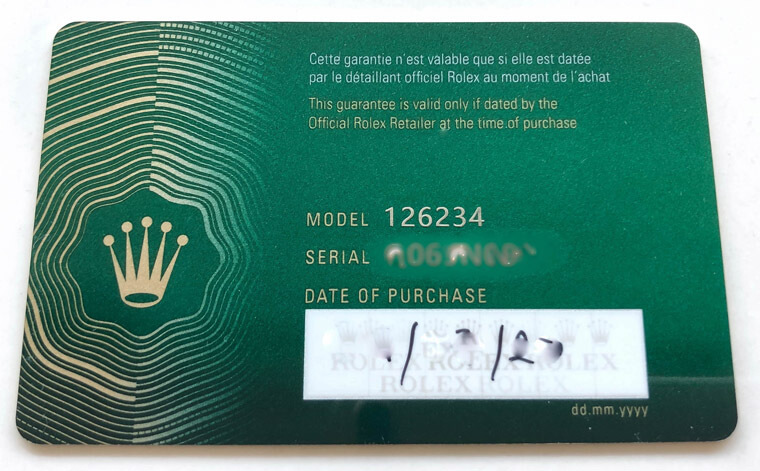 Cette garantie n'est valable que si elle est datée
par le détaillant officiel Rolex au moment de l'achat
This guarantee is valid only if dated by the
Official Rolex Retailer at the time of purchase
MODEL 126234
SERIAL
DATE OF PURCHASE
ROLEX ROLEX ROLEX
ROLEX ROLEX
dd.mm.yyyy